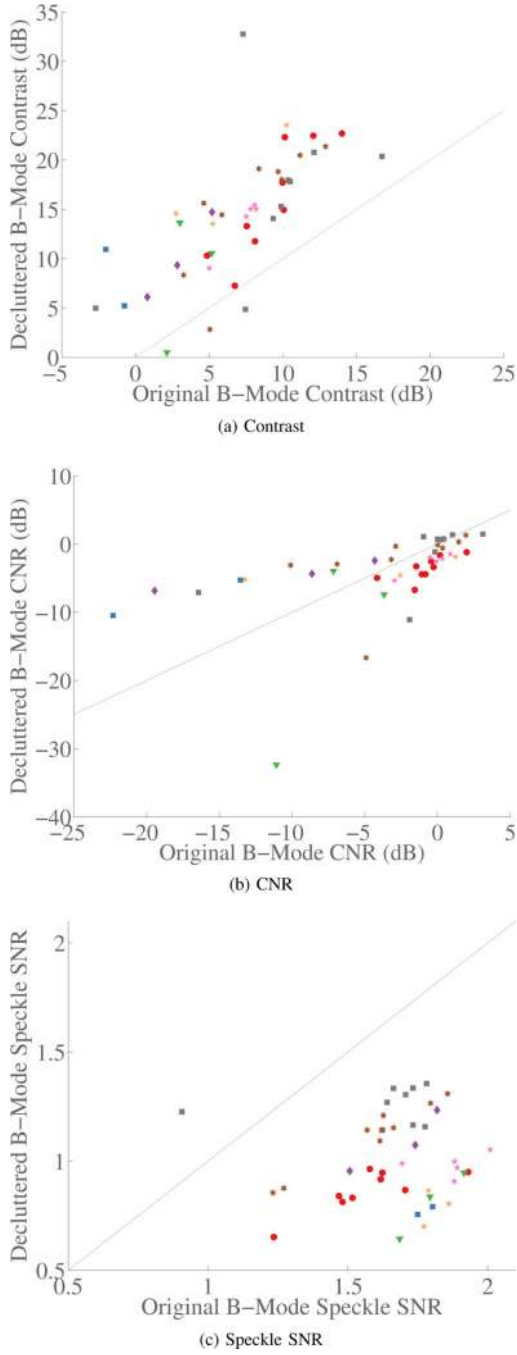 35
30
25
20
15
10
5
0
Decluttered B−Mode Contrast (dB)
−5 0 5 10 15 20 25
Original B−Mode Contrast (dB)
(a) Contrast
10
0
−10
−20
−30
−40
Decluttered B−Mode CNR (dB)
−25 −20 −15 −10 −5 0 5
Original B−Mode CNR (dB)
(b) CNR
2
1.5
1
0.5
Decluttered B−Mode Speckle SNR
0.5 1 1.5 2
Original B−Mode Speckle SNR
(c) Speckle SNR